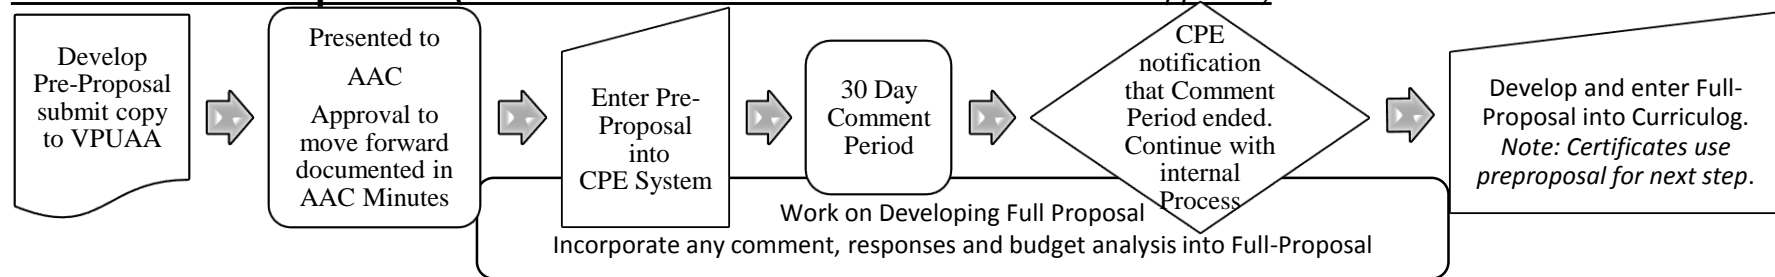 Develop
Pre-Proposal
submit copy
to VPUAA
Presented to
AAC
Approval to
move forward
documented in
AAC Minutes
Enter Pre-
Proposal
into
CPE System
30 Day
Comment
Period
CPE
notification
that Comment
Period ended.
Continue with
internal
Process
Develop and enter Full-
Proposal into Curriculog.
Note: Certificates use
preproposal for next step.
Work on Developing Full Proposal
Incorporate any comment, responses and budget analysis into Full-Proposal